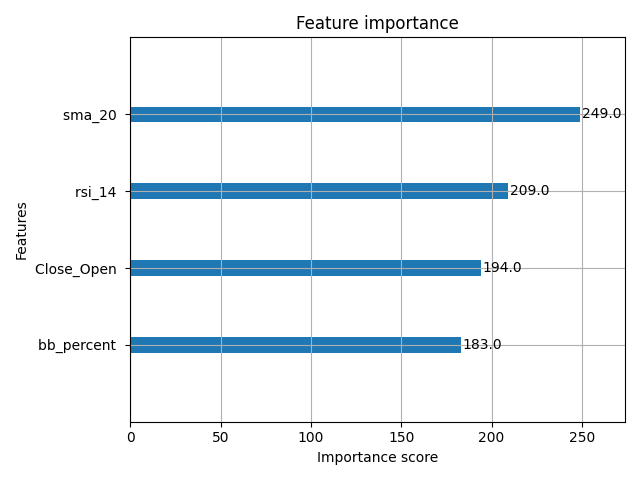 Feature importance
sma_20
249.0
rsi_14
209.0
Close_Open
194.0
bb_percent
183.0
Features
0 50 100 150 200 250
Importance score